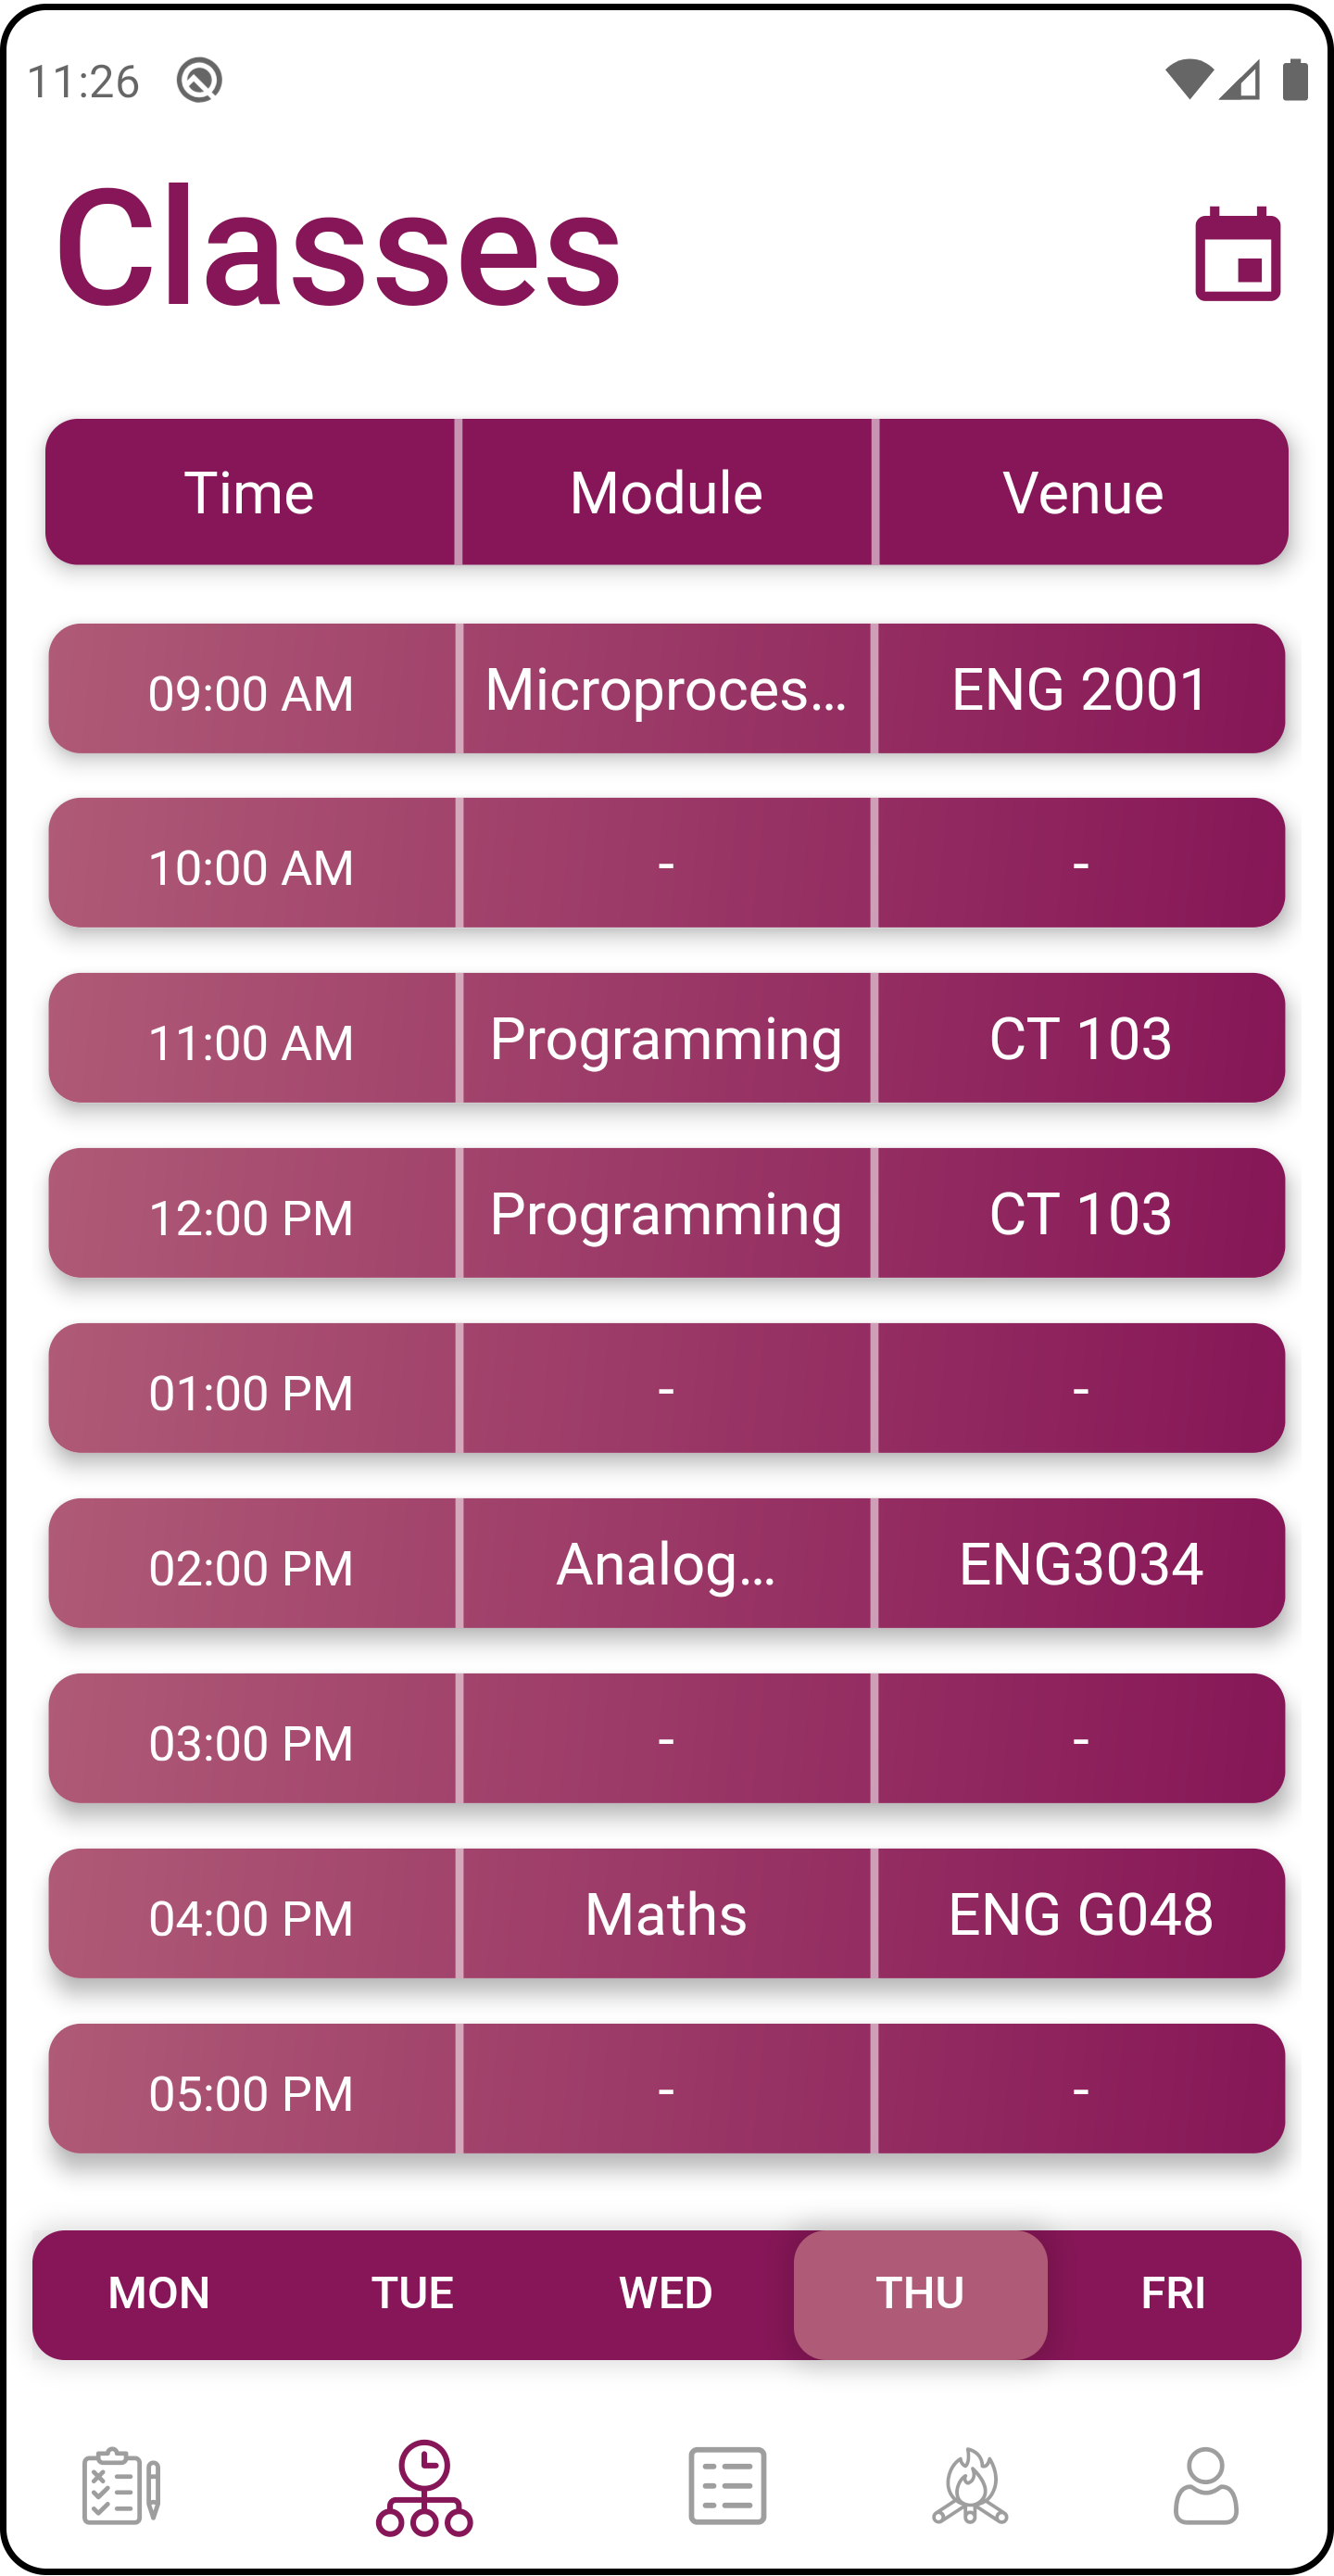 11:26
Classes
Time Module Venue
09:00 AM Microproces... ENG 2001
10:00 AM - -
11:00 AM Programming CT 103
12:00 PM Programming CT 103
01:00 PM - -
02:00 PM Analog... ENG3034
03:00 PM - -
04:00 PM Maths ENG G048
05:00 PM - -
MON TUE WED THU FRI